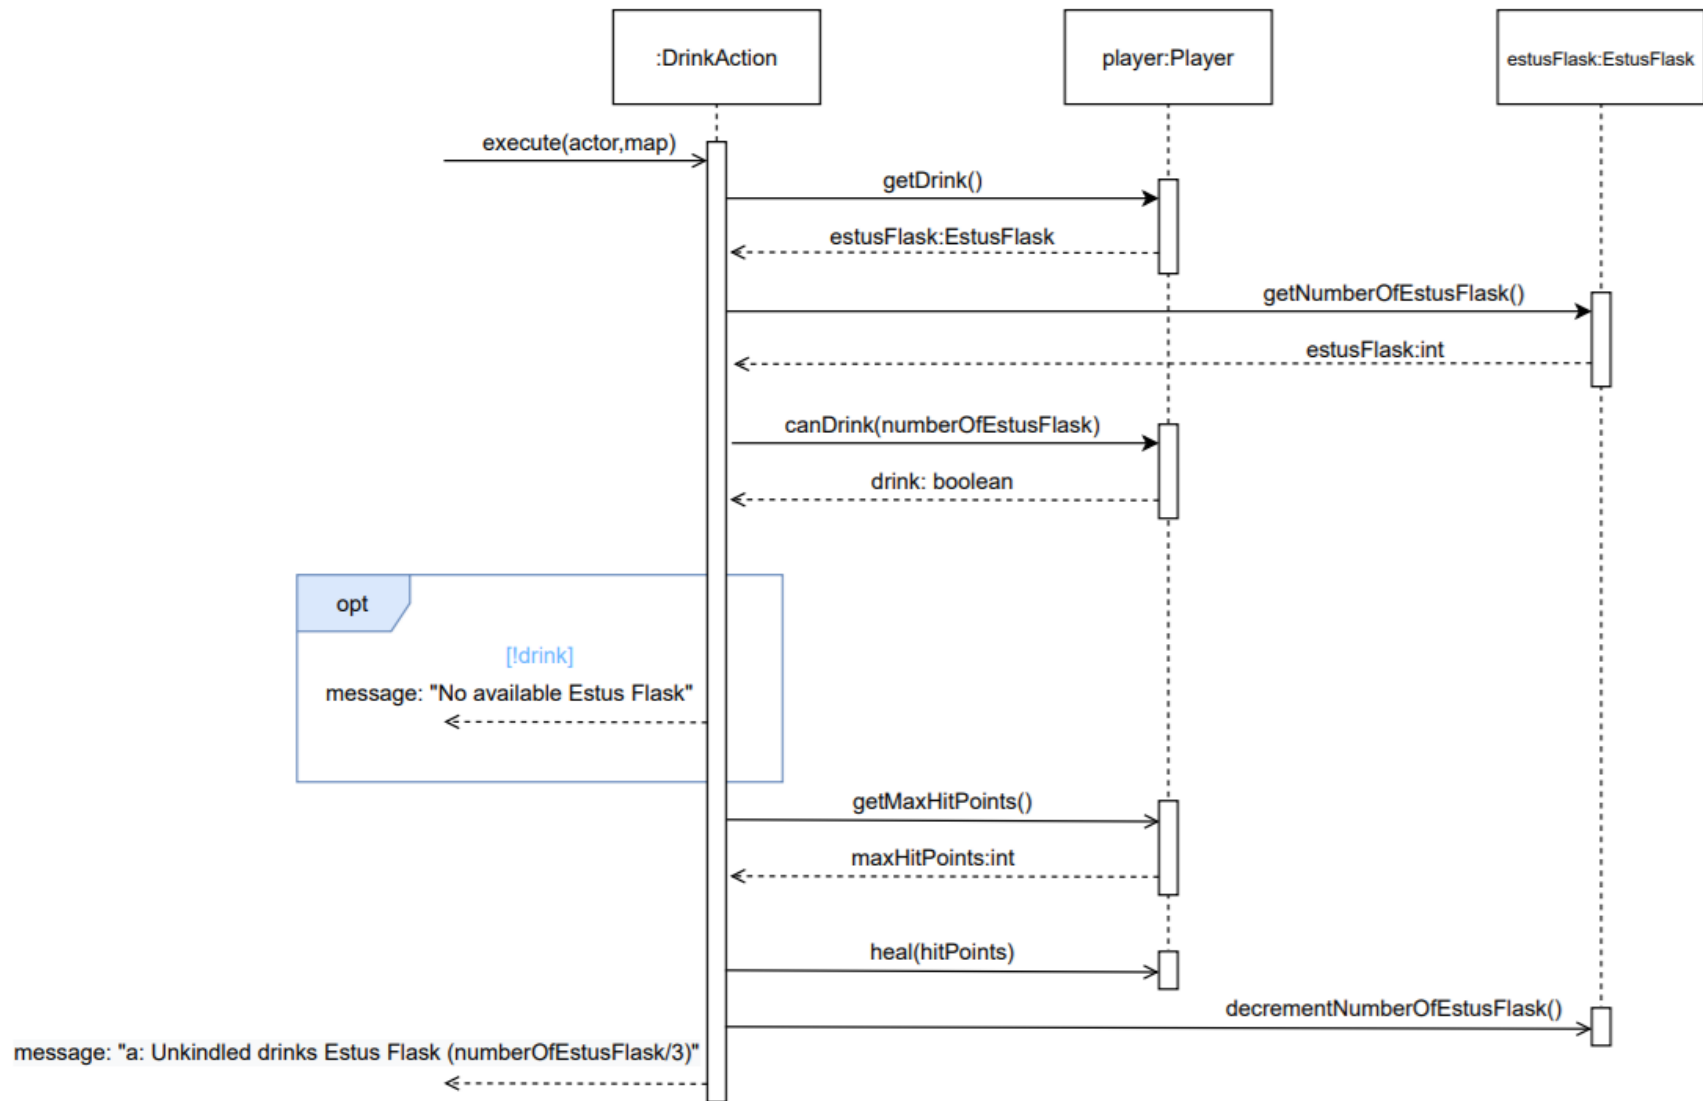 :DrinkAction
player:Player
estusFlask:EstusFlask
execute(actor,map)
getDrink()
estusFlask:EstusFlask
getNumberOfEstusFlask()
estusFlask:int
canDrink(numberOfEstusFlask)
drink: boolean
opt
[!drink]
message: "No available Estus Flask"
getMaxHitPoints()
maxHitPoints:int
heal(hitPoints)
decrementNumberOfEstusFlask()
message: "a: Unkindled drinks Estus Flask (numberOfEstusFlask/3)"